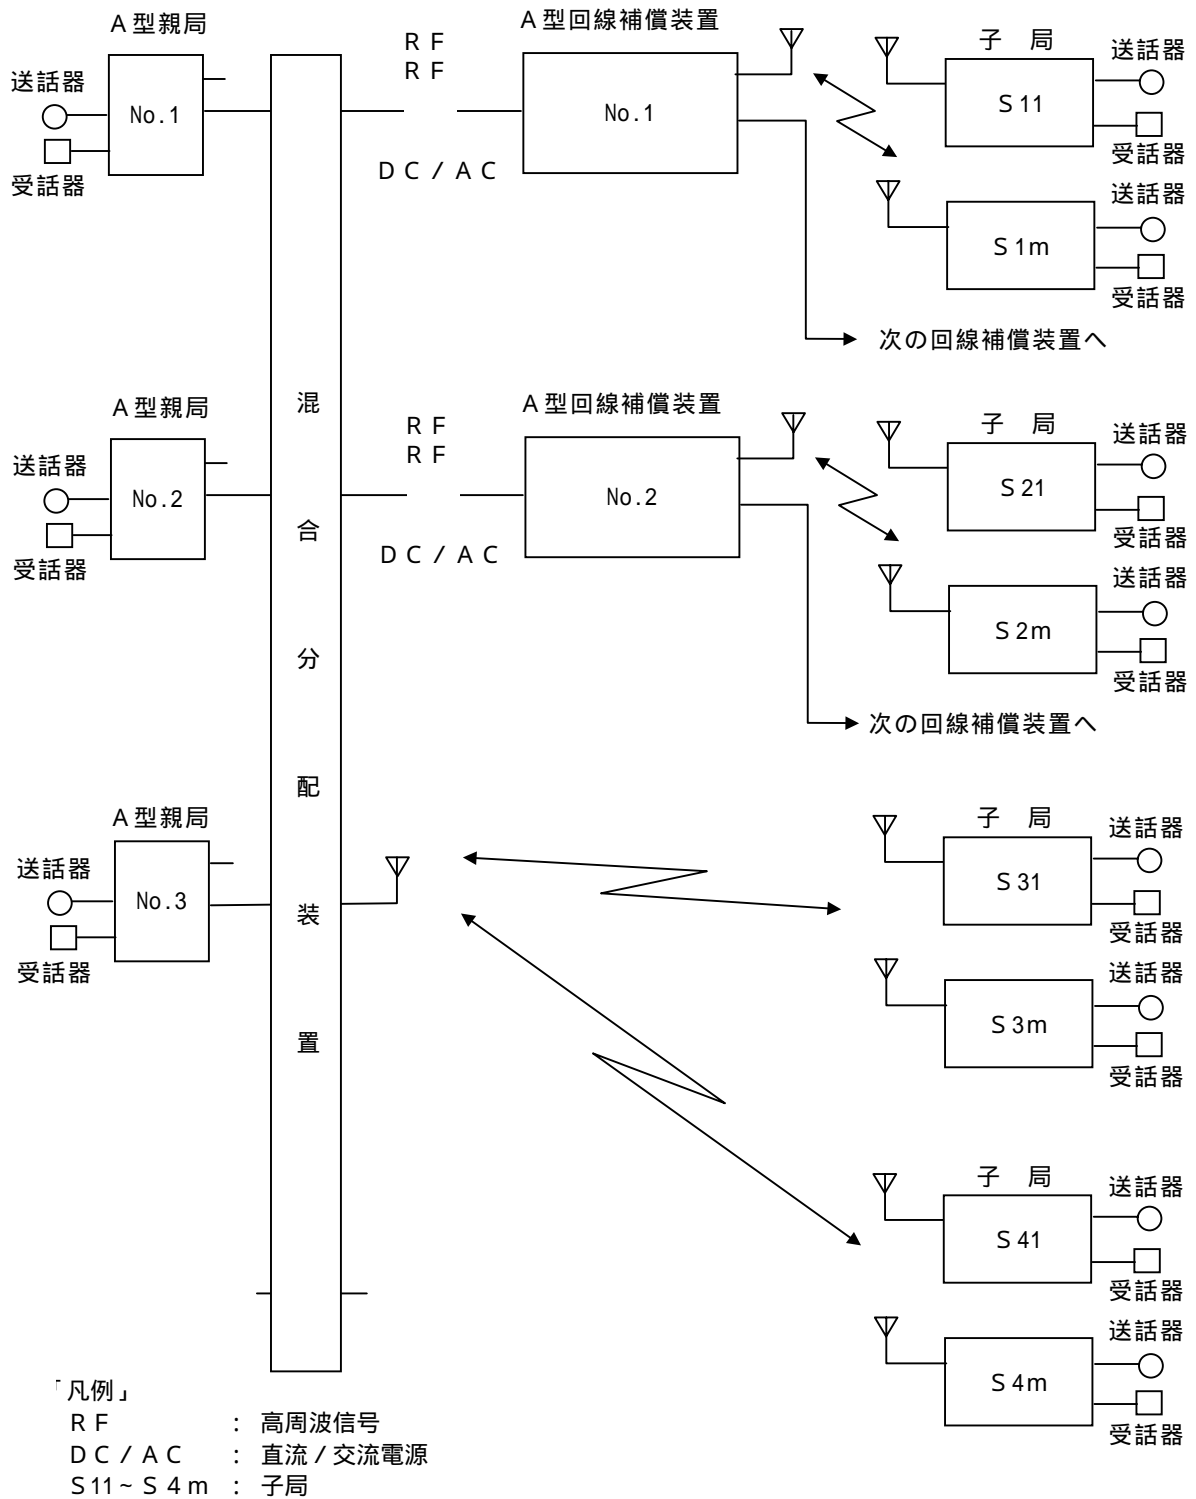 A型親局
送話器
No.1
受話器
RF
RF
DC/AC
A型回線補償装置
No.1
子 局
S11
送話器
受話器
S1m
送話器
受話器
次の回線補償装置へ
A型親局
送話器
No.2
受話器
RF
RF
DC/AC
A型回線補償装置
No.2
子 局
S21
送話器
受話器
S2m
送話器
受話器
次の回線補償装置へ
混合分配装置
A型親局
送話器
No.3
受話器
子 局
S31
送話器
受話器
S3m
送話器
受話器
子 局
S41
送話器
受話器
S4m
送話器
受話器
「凡例」
RF : 高周波信号
DC/AC : 直流/交流電源
S11~S4m : 子局